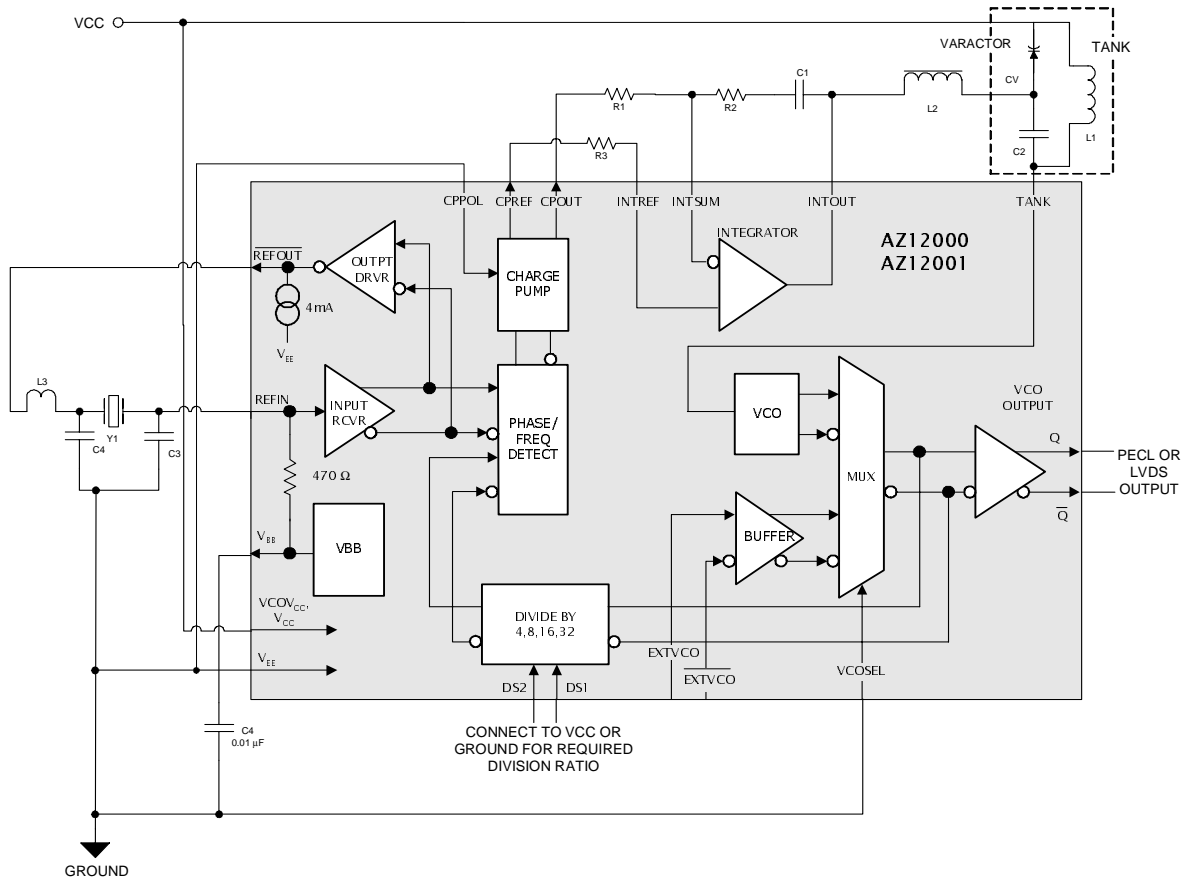 VCC
VARACTOR
TANK
C1
CV
R1
R2
L2
C2
L1
R3
CPPOL
CPREF
CPOUT
INTREF
INTSUM
INTOUT
TANK
INTEGRATOR
AZ12000
AZ12001
REFOUT
OUTPT
DRVR
CHARGE
PUMP
4mA
VEE
L3
REFIN
INPUT
RCVR
C4
Y1
C3
PHASE/
FREQ
DETECT
VCO
VCO
OUTPUT
Q
PECL OR
LVDS
OUTPUT
MUX
470 Ω
Q
VBB
VBB
BUFFER
VCOVCC,
VCC
DIVIDE BY
4,8,16,32
VEE
EXTVCO
EXTVCO
VCOSEL
DS2
DS1
C4
0.01 µF
CONNECT TO VCC OR
GROUND FOR REQUIRED
DIVISION RATIO
GROUND